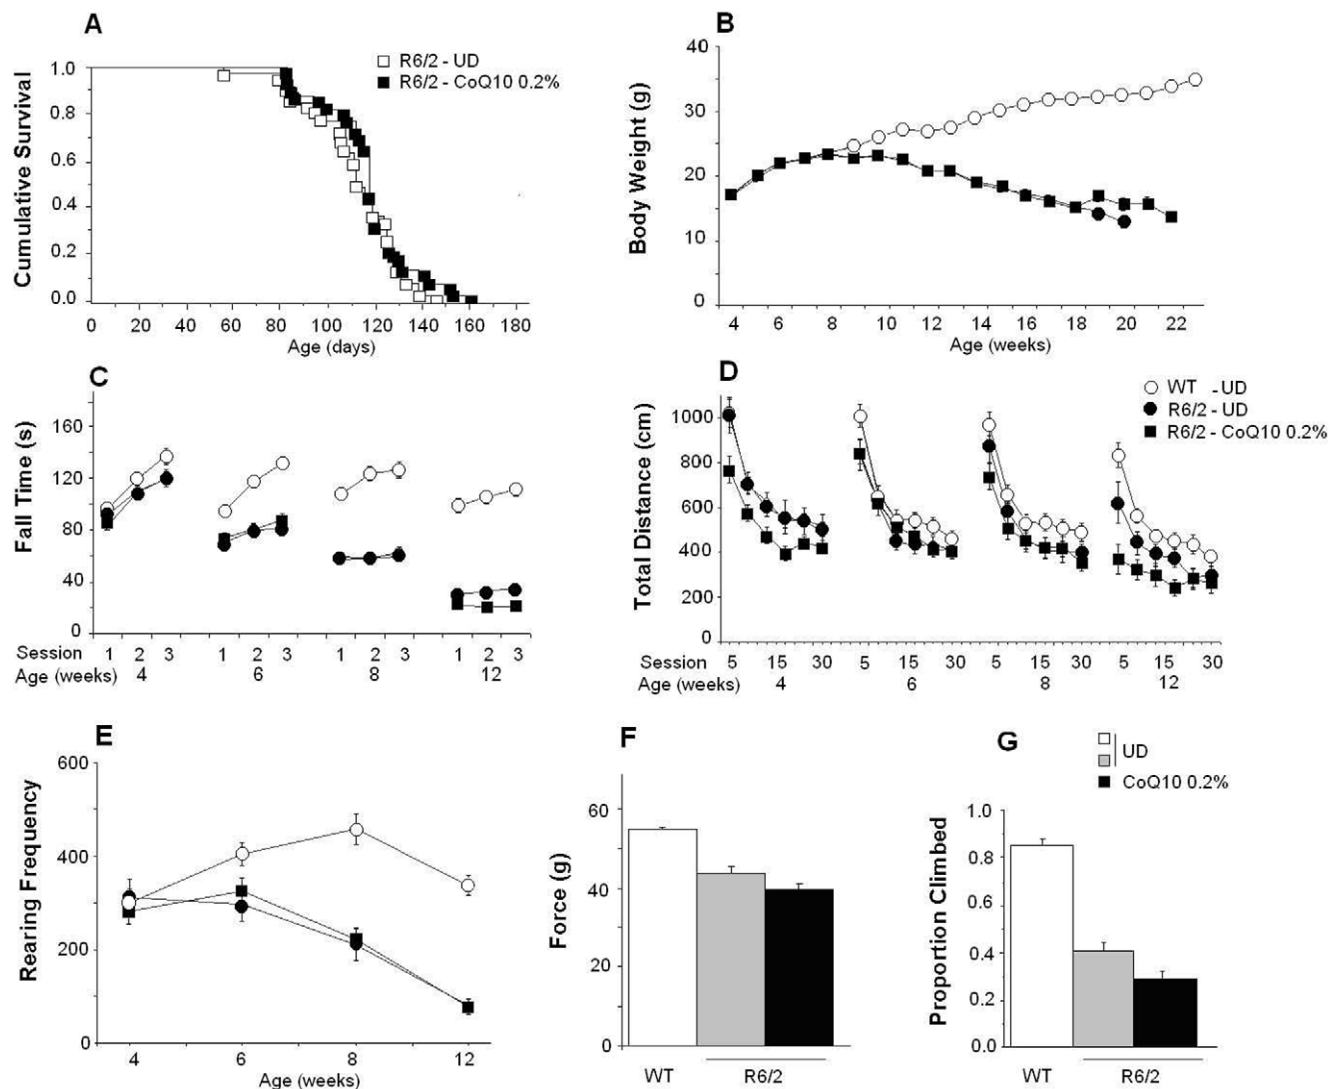 A
R6/2 - UD
R6/2 - CoQ10 0.2%
Cumulative Survival
1.0
0.8
0.6
0.4
0.2
0.0
0 20 40 60 80 100 120 140 160 180
Age (days)
B
Body Weight (g)
40
30
20
10
0
4 6 8 10 12 14 16 18 20 22
Age (weeks)
C
Fall Time (s)
160
120
80
40
0
Session 1 2 3 1 2 3 1 2 3 1 2 3
Age (weeks) 4 6 8 12
D
WT - UD
R6/2 - UD
R6/2 - CoQ10 0.2%
Total Distance (cm)
1000
800
600
400
200
0
Session 5 15 30 5 15 30 5 15 30 5 15 30
Age (weeks) 4 6 8 12
E
Rearing Frequency
600
400
200
0
4 6 8 12
Age (weeks)
F
Force (g)
60
40
20
0
WT R6/2
G
UD
CoQ10 0.2%
Proportion Climbed
1.0
0.8
0.6
0.4
0.2
0.0
WT R6/2